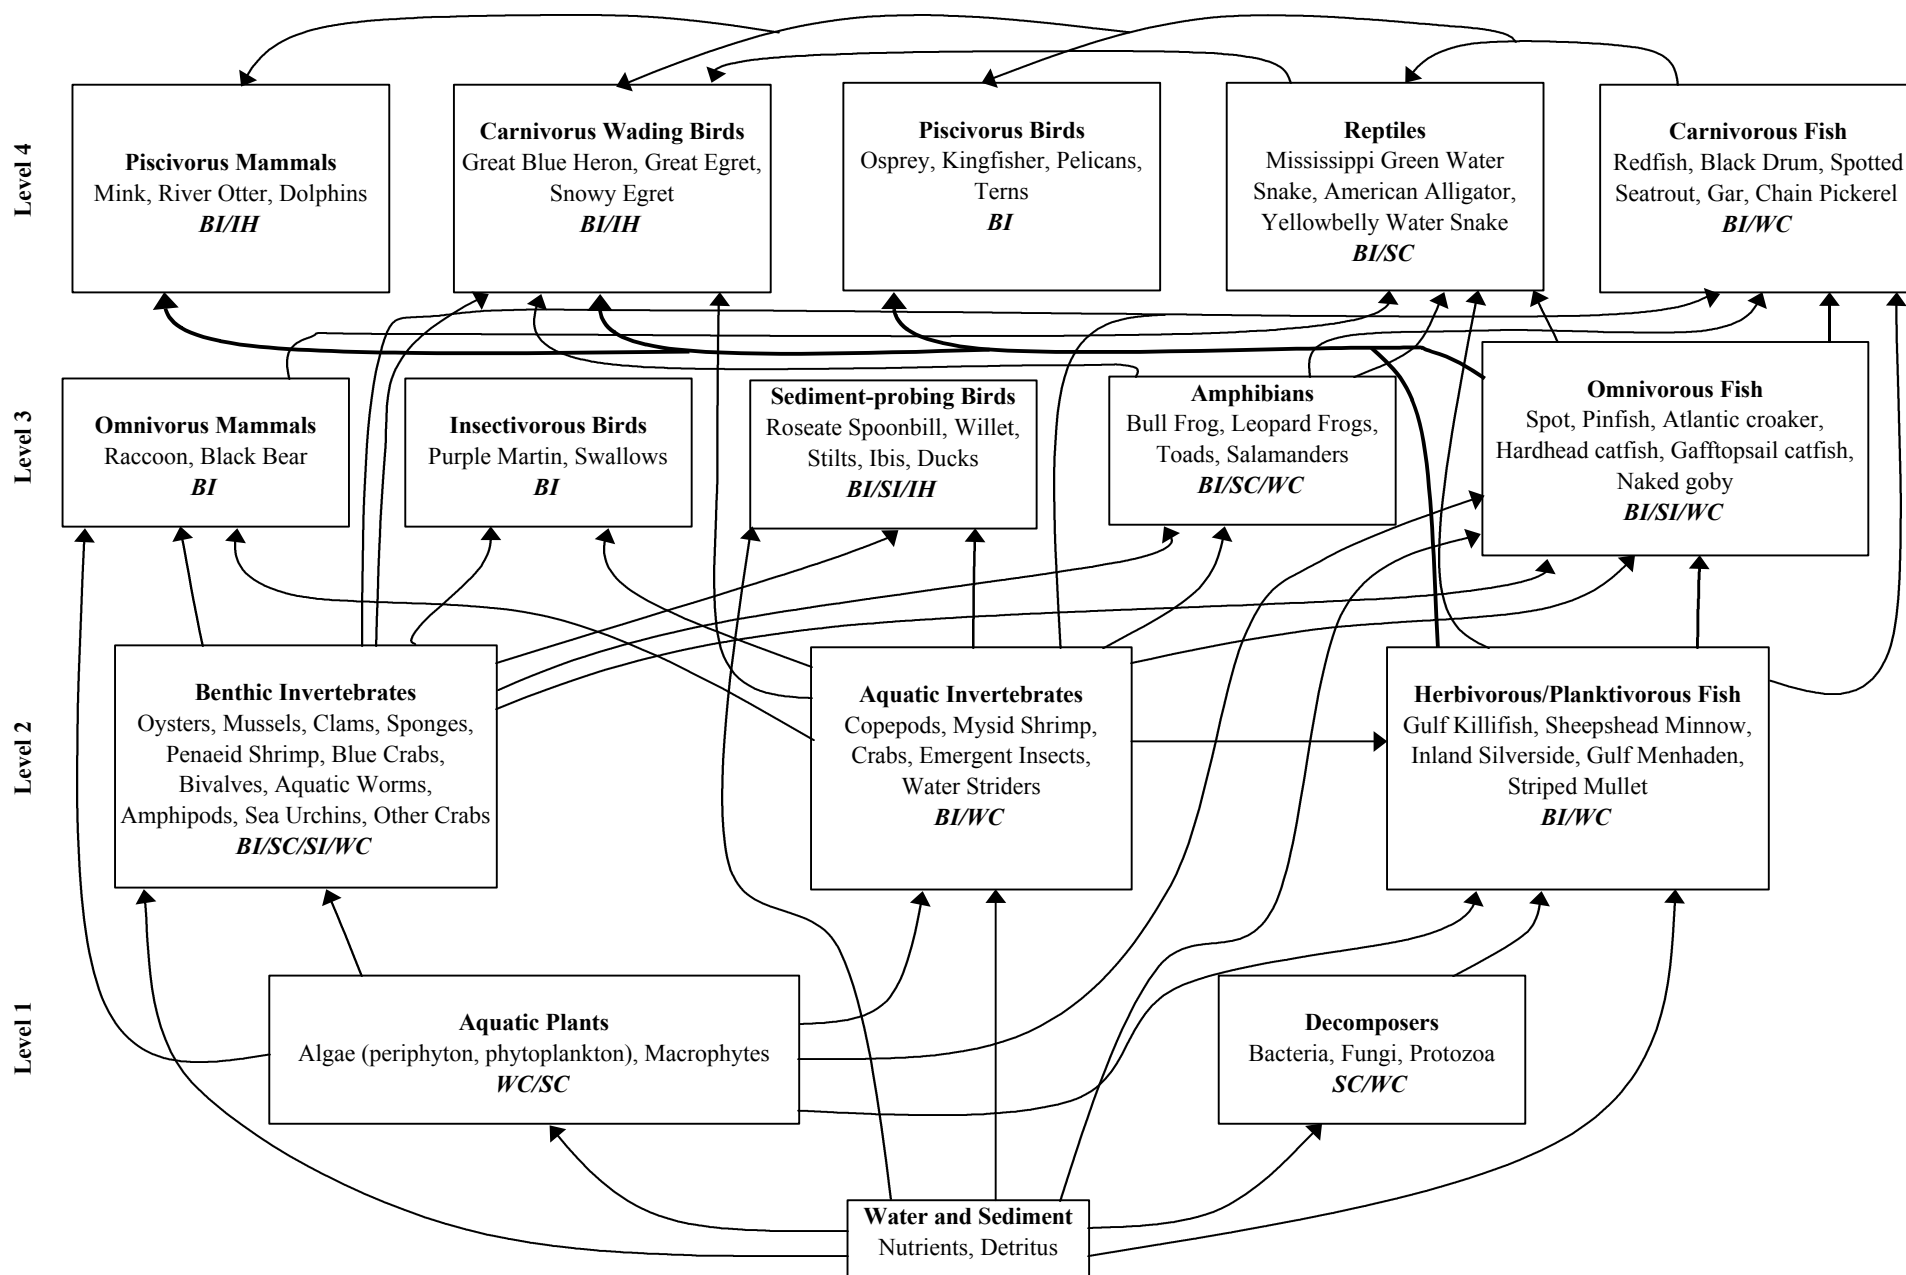 Level 4
Piscivorus Mammals
Mink, River Otter, Dolphins
BI/IH
Carnivorus Wading Birds
Great Blue Heron, Great Egret,
Snowy Egret
BI/IH
Piscivorus Birds
Osprey, Kingfisher, Pelicans,
Terns
BI
Reptiles
Mississippi Green Water
Snake, American Alligator,
Yellowbelly Water Snake
BI/SC
Carnivorous Fish
Redfish, Black Drum, Spotted
Seatrout, Gar, Chain Pickerel
BI/WC
Level 3
Omnivorus Mammals
Raccoon, Black Bear
BI
Insectivorous Birds
Purple Martin, Swallows
BI
Sediment-probing Birds
Roseate Spoonbill, Willet,
Stilts, Ibis, Ducks
BI/SI/IH
Amphibians
Bull Frog, Leopard Frogs,
Toads, Salamanders
BI/SC/WC
Omnivorous Fish
Spot, Pinfish, Atlantic croaker,
Hardhead catfish, Gafftopsail catfish,
Naked goby
BI/SI/WC
Level 2
Benthic Invertebrates
Oysters, Mussels, Clams, Sponges,
Penaeid Shrimp, Blue Crabs,
Bivalves, Aquatic Worms,
Amphipods, Sea Urchins, Other Crabs
BI/SC/SI/WC
Aquatic Invertebrates
Copepods, Mysid Shrimp,
Crabs, Emergent Insects,
Water Striders
BI/WC
Herbivorous/Planktivorous Fish
Gulf Killifish, Sheepshead Minnow,
Inland Silverside, Gulf Menhaden,
Striped Mullet
BI/WC
Level 1
Aquatic Plants
Algae (periphyton, phytoplankton), Macrophytes
WC/SC
Decomposers
Bacteria, Fungi, Protozoa
SC/WC
Water and Sediment
Nutrients, Detritus